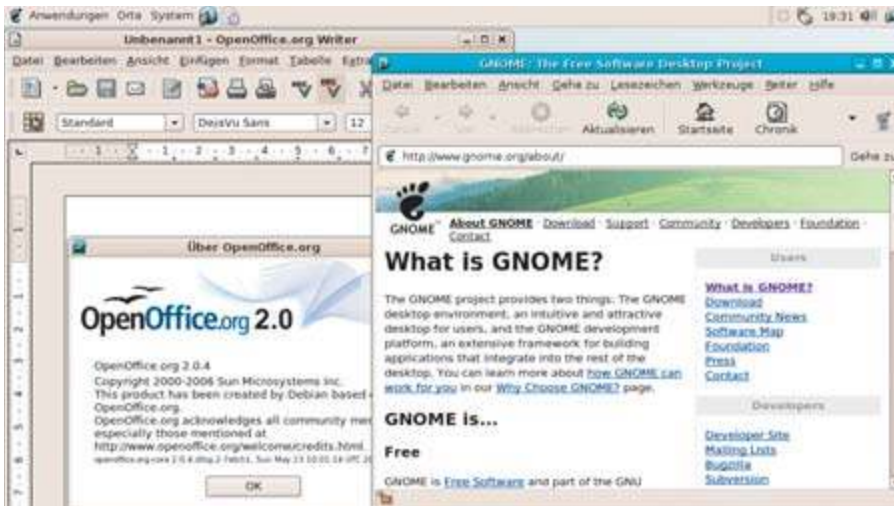 Anwendungen Orte System
19:31
Unbenannt1 - OpenOffice.org Writer
Datei Bearbeiten Ansicht Einfügen Format Tabelle Extra
Standard
DejaVu Sans
12
Über OpenOffice.org
OpenOffice.org 2.0
OpenOffice.org 2.0.4
Copyright 2000-2006 Sun Microsystems Inc.
This product has been created by Debian based
OpenOffice.org.
OpenOffice.org acknowledges all community
especially those mentioned at
http://www.openoffice.org/welcome/credits.html
OK
GNOME: The Free Software Desktop Project
Datei Bearbeiten Ansicht Gehe zu Lesezeichen Werkzeuge Reiter Hilfe
Aktualisieren Startseite Chronik
http://www.gnome.org/about/
Gehe zu
GNOME™
About GNOME · Download · Support · Community · Developers · Foundation ·
Contact
What is GNOME?
The GNOME project provides two things: The GNOME
desktop environment, an intuitive and attractive
desktop for users, and the GNOME development
platform, an extensive framework for building
applications that integrate into the rest of the
desktop. You can learn more about how GNOME can
work for you in our Why Choose GNOME? page.
GNOME is...
Free
GNOME is Free Software and part of the GNU
Users
What is GNOME?
Download
Community News
Software Map
Foundation
Press
Contact
Developers
Developer Site
Mailing Lists
Bugzilla
Subversion